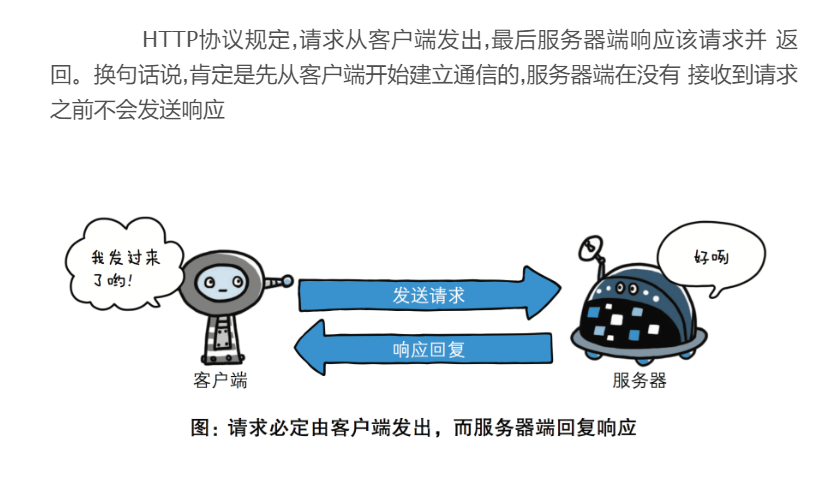 HTTP协议规定,请求从客户端发出,最后服务器端响应该请求并 返
回。换句话说,肯定是先从客户端开始建立通信的,服务器端在没有 接收到请求
之前不会发送响应
我发过来
了哟!
好咧
发送请求
响应回复
客户端
服务器
图：请求必定由客户端发出，而服务器端回复响应